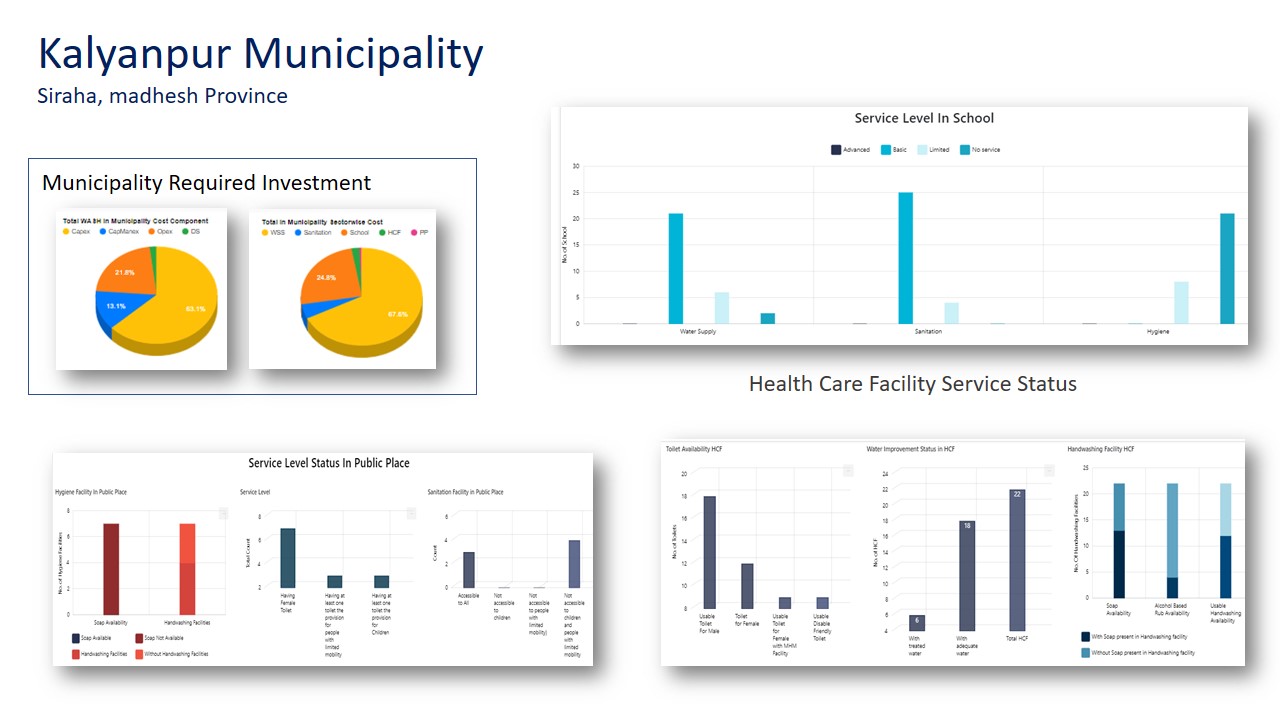 Kalyanpur Municipality
Siraha, madhesh Province
Municipality Required Investment
Total WASH in Municipality Cost Component
Capex CapManex Opex DS
21.8%
13.1%
63.1%
Total in Municipality Sectorwise Cost
WSS Sanitation School HCF PP
24.8%
67.6%
Service Level In School
Advanced Basic Limited No service
No. of School
30
25
20
15
10
5
0
Water Supply Sanitation Hygiene
Health Care Facility Service Status
Service Level Status In Public Place
Hygiene Facility In Public Place
No. of Hygiene Facilities
8
6
4
2
0
Soap Availability Handwashing Facilities
Soap Available Soap Not Available
Handwashing Facilities Without Handwashing Facilities
Service Level
Total Count
8
6
4
2
Having
Female
Toilet
Having at
least one
toilet the
provision
for
people
with
limited
mobility
Having at
least one
toilet the
provision
for
Children
Sanitation Facility in Public Place
Count
6
4
2
0
Accessible
to All
Not
accessible
to
children
Not
accessible
to people
with
limited
mobility)
Not
accessible
to
children
and
people
with
limited
mobility
Toilet Availability HCF
No. of Toilets
20
18
16
14
12
10
8
Usable
Toilet
For Male
Toilet
for Female
Usable
Toilet
for
Female
with MHM
Facility
Usable
Disable
Friendly
Toilet
Water Improvement Status in HCF
No. of HCF
24
22
20
18
16
14
12
10
8
6
4
6
18
22
With
treated
water
With
adequate
water
Total HCF
Handwashing Facility HCF
No. Of Handwashing Facilities
25
20
15
10
5
0
Soap
Availability
Alcohol Based
Rub Availability
Usable
Handwashing
Availability
With Soap present in Handwashing facility
Without Soap present in Handwashing facility